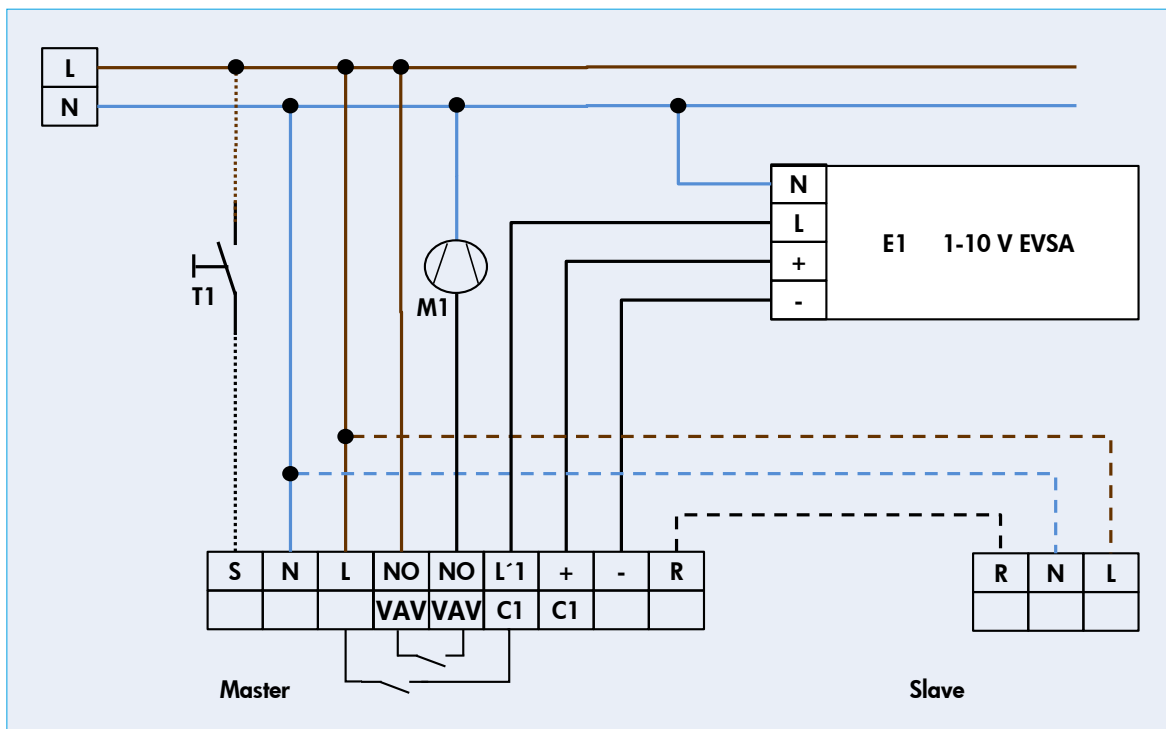 L
N
N
L
E1 1-10 V EVSA
+
-
T1
M1
S N L NO NO L´1 + - R
VAV VAV C1 C1
R N L
Master
Slave